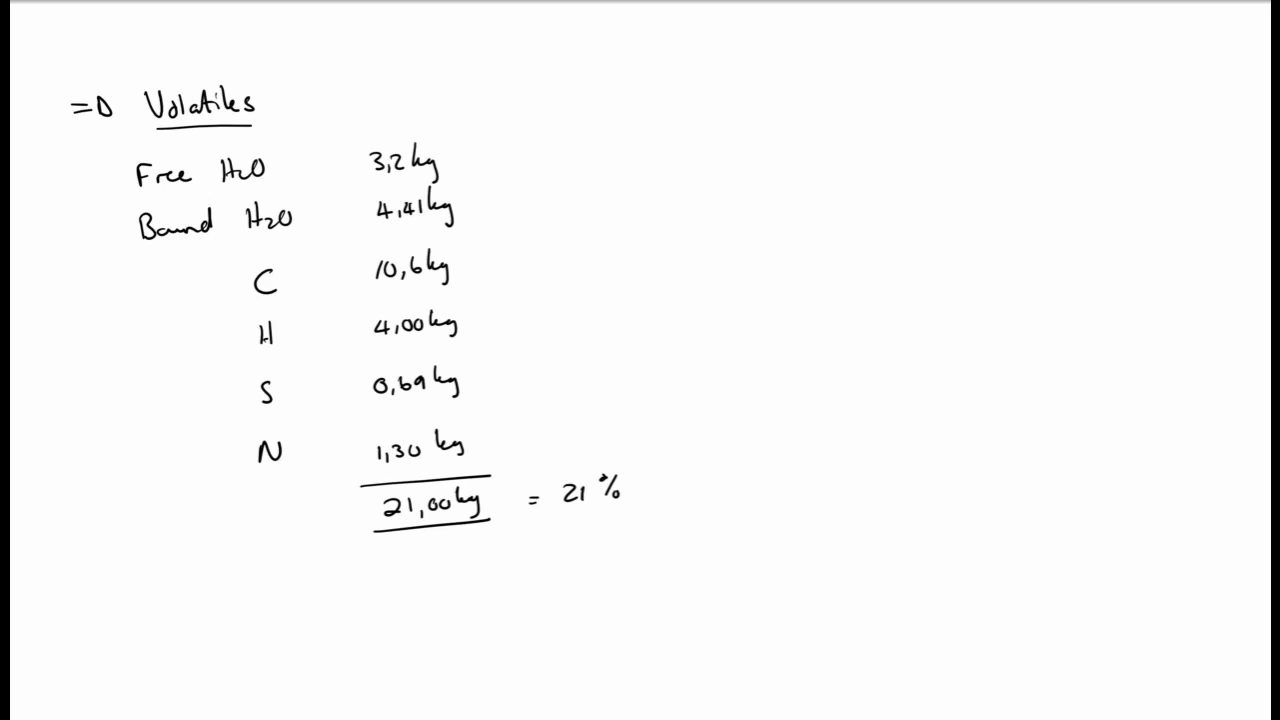 =D Volatiles
Free H2O 3,2 kg
Bound H2O 4,41 kg
C 10,6 kg
H 4,00 kg
S 0,69 kg
N 1,30 kg
21,00 kg = 21 %